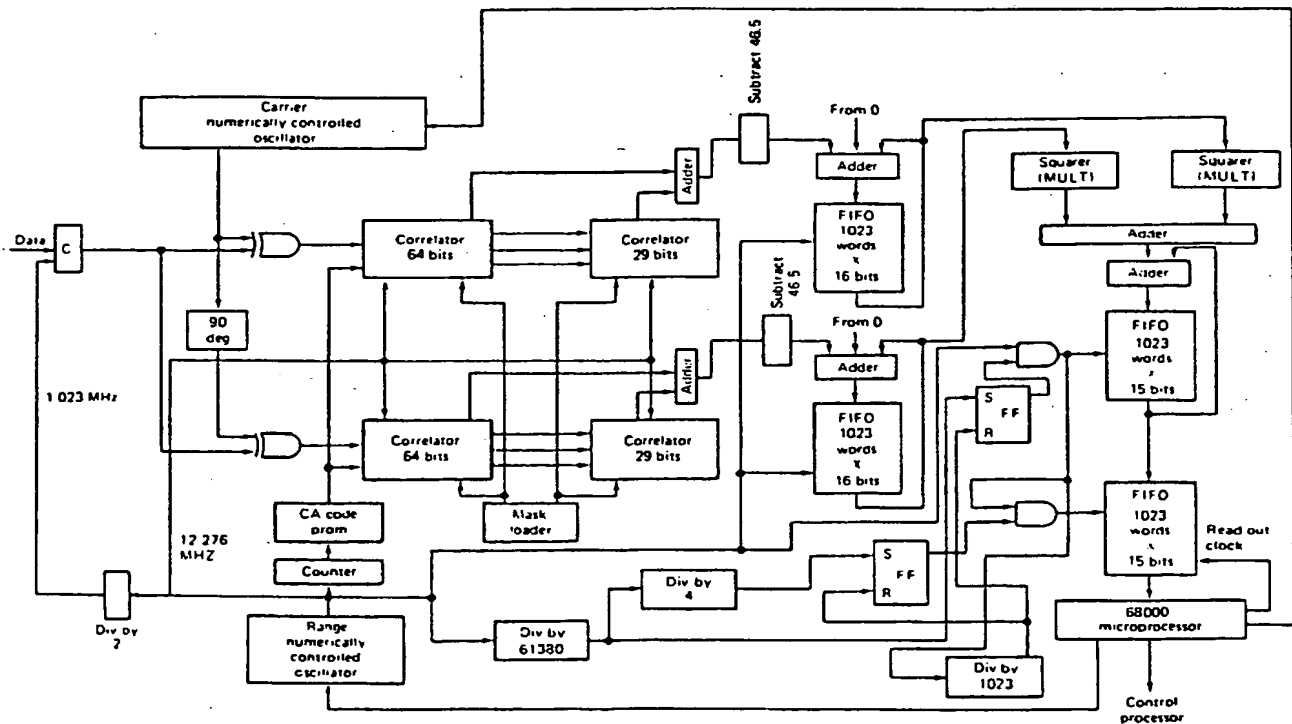 Subtract 46.5
Carrier
numerically controlled
oscillator
From 0
Adder
Adder
Squarer
(MULT)
Squarer
(MULT)
Data
C
Correlator
64 bits
Correlator
29 bits
FIFO
1023
words
x
16 bits
Adder
Adder
Subtract
46.5
90
deg
From 0
Adder
Adder
FIFO
1023
words
x
15 bits
1.023 MHz
S
FF
R
Correlator
64 bits
Correlator
29 bits
FIFO
1023
words
x
16 bits
CA code
prom
Mask
loader
FIFO
1023
words
x
15 bits
Read out
clock
12.276
MHZ
Counter
S
FF
R
Div by
4
Div by
2
Range
numerically
controlled
oscillator
Div by
61380
68000
microprocessor
Div by
1023
Control
processor